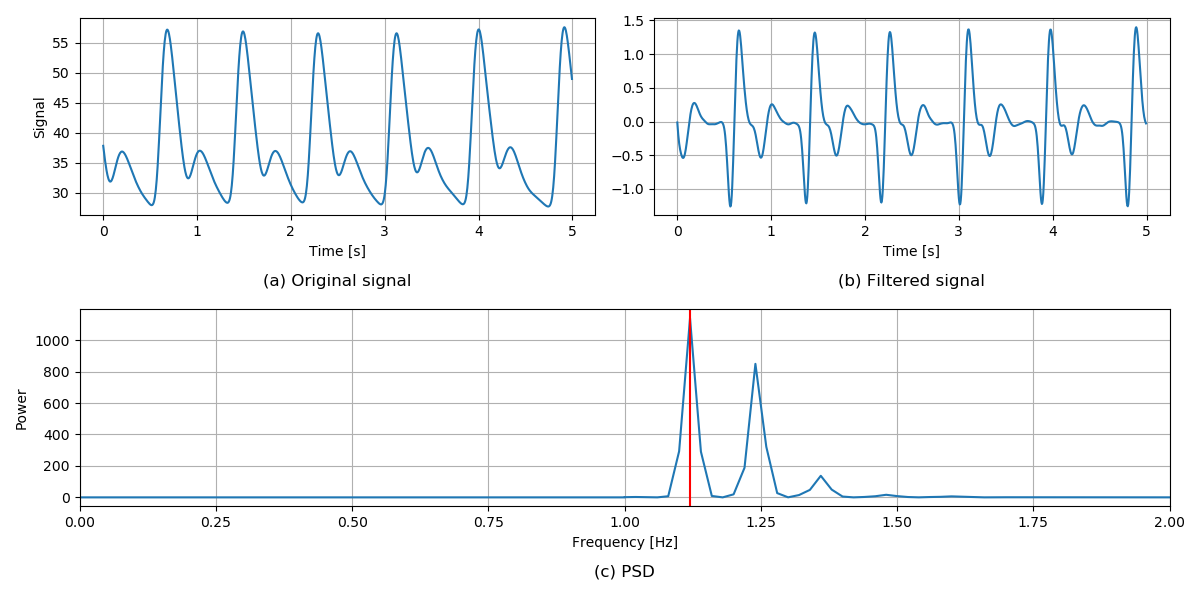 Signal
55
50
45
40
35
30
0 1 2 3 4 5
Time [s]
(a) Original signal
1.5
1.0
0.5
0.0
−0.5
−1.0
0 1 2 3 4 5
Time [s]
(b) Filtered signal
Power
1000
800
600
400
200
0
0.00 0.25 0.50 0.75 1.00 1.25 1.50 1.75 2.00
Frequency [Hz]
(c) PSD